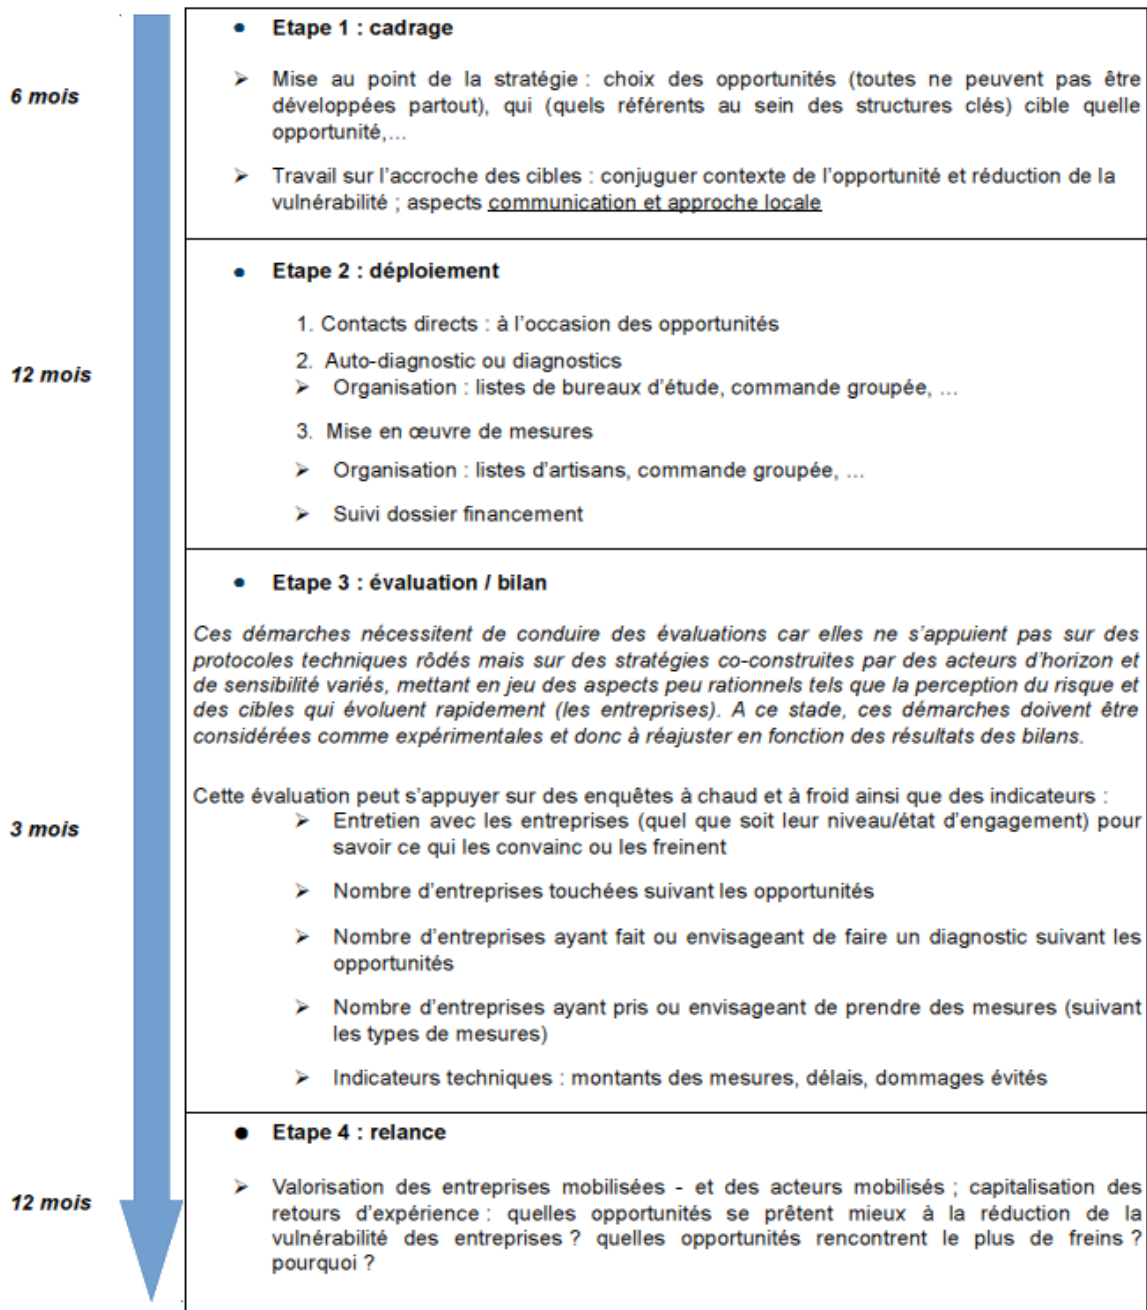 • Etape 1 : cadrage
6 mois
➤ Mise au point de la stratégie : choix des opportunités (toutes ne peuvent pas être
développées partout), qui (quels référents au sein des structures clés) cible quelle
opportunité,...
➤ Travail sur l'accroche des cibles : conjuguer contexte de l'opportunité et réduction de la
vulnérabilité ; aspects communication et approche locale
• Etape 2 : déploiement
1. Contacts directs : à l'occasion des opportunités
12 mois
2. Auto-diagnostic ou diagnostics
➤ Organisation : listes de bureaux d'étude, commande groupée, ...
3. Mise en œuvre de mesures
➤ Organisation : listes d'artisans, commande groupée, ...
➤ Suivi dossier financement
• Etape 3 : évaluation / bilan
Ces démarches nécessitent de conduire des évaluations car elles ne s'appuient pas sur des
protocoles techniques rôdés mais sur des stratégies co-construites par des acteurs d'horizon et
de sensibilité variés, mettant en jeu des aspects peu rationnels tels que la perception du risque et
des cibles qui évoluent rapidement (les entreprises). A ce stade, ces démarches doivent être
considérées comme expérimentales et donc à réajuster en fonction des résultats des bilans.
Cette évaluation peut s'appuyer sur des enquêtes à chaud et à froid ainsi que des indicateurs :
3 mois
➤ Entretien avec les entreprises (quel que soit leur niveau/état d'engagement) pour
savoir ce qui les convainc ou les freinent
➤ Nombre d'entreprises touchées suivant les opportunités
➤ Nombre d'entreprises ayant fait ou envisageant de faire un diagnostic suivant les
opportunités
➤ Nombre d'entreprises ayant pris ou envisageant de prendre des mesures (suivant
les types de mesures)
➤ Indicateurs techniques : montants des mesures, délais, dommages évités
• Etape 4 : relance
12 mois
➤ Valorisation des entreprises mobilisées - et des acteurs mobilisés ; capitalisation des
retours d'expérience : quelles opportunités se prêtent mieux à la réduction de la
vulnérabilité des entreprises ? quelles opportunités rencontrent le plus de freins ?
pourquoi ?